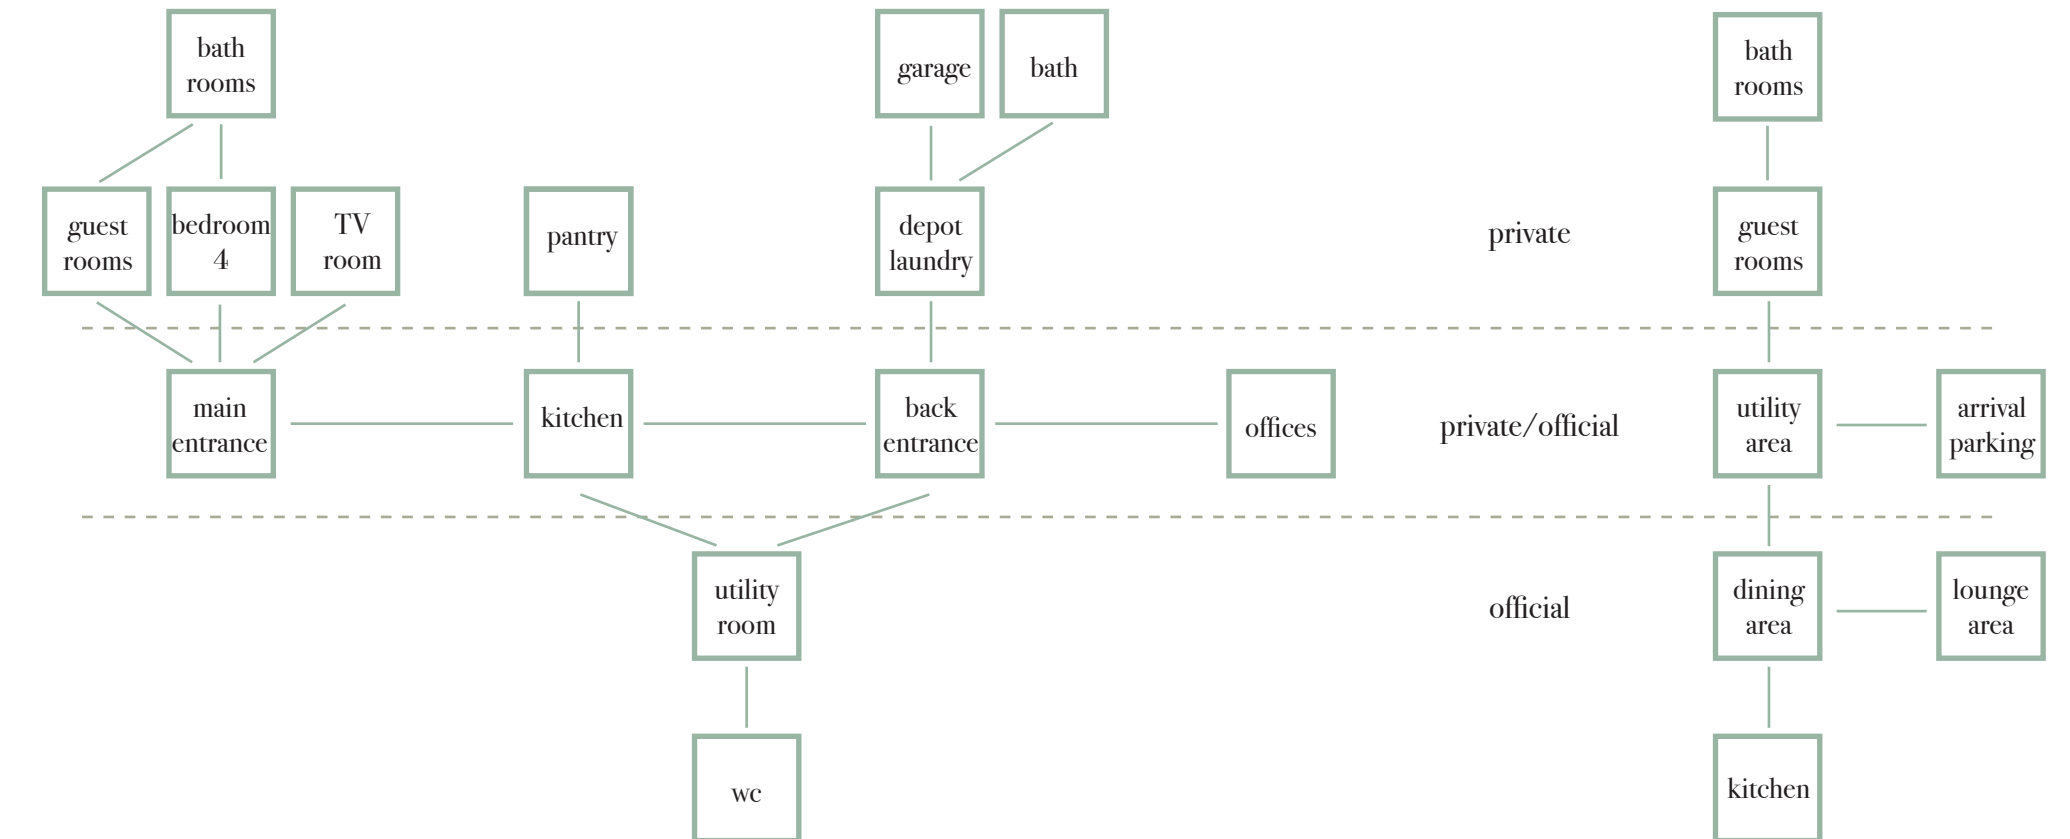 bath
rooms
garage
bath
bath
rooms
guest
rooms
bedroom
4
TV
room
pantry
depot
laundry
private
guest
rooms
main
entrance
kitchen
back
entrance
offices
private/official
utility
area
arrival
parking
utility
room
official
dining
area
lounge
area
wc
kitchen